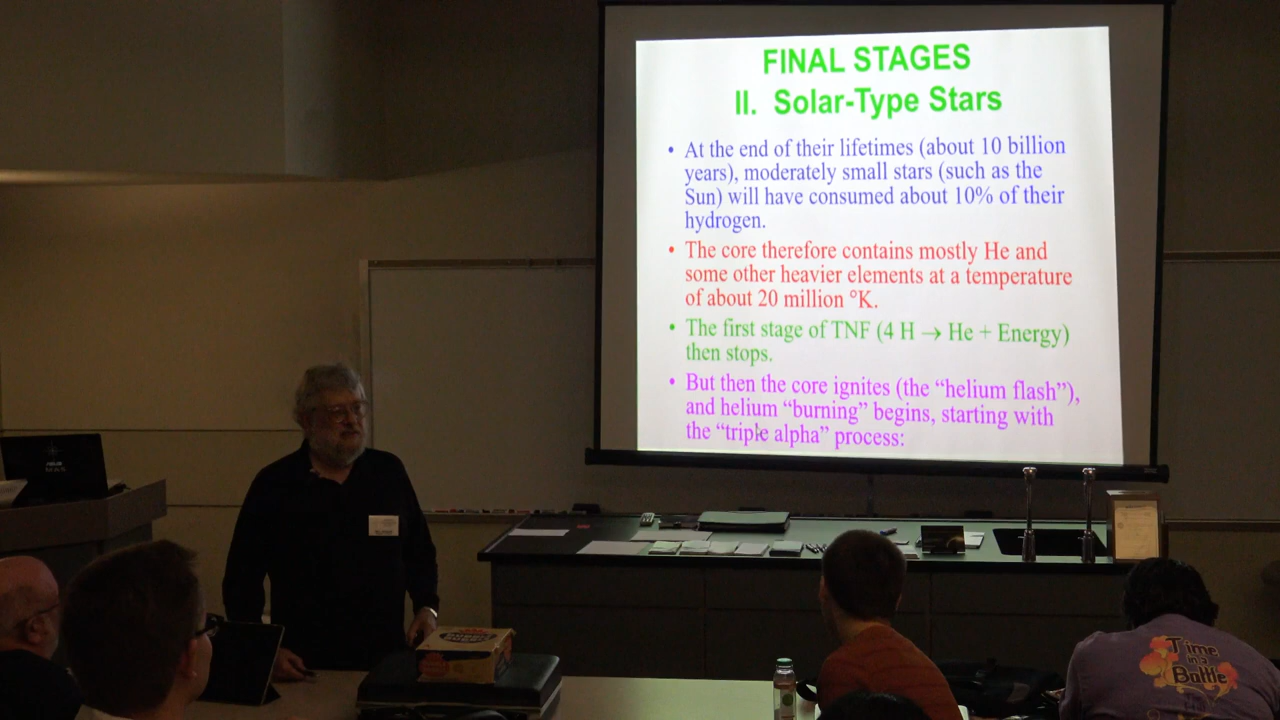 FINAL STAGES
II. Solar-Type Stars
• At the end of their lifetimes (about 10 billion
years), moderately small stars (such as the
Sun) will have consumed about 10% of their
hydrogen.
• The core therefore contains mostly He and
some other heavier elements at a temperature
of about 20 million °K.
• The first stage of TNF (4 H → He + Energy)
then stops.
• But then the core ignites (the “helium flash”),
and helium “burning” begins, starting with
the “triple alpha” process:
Time
in a
Bottle